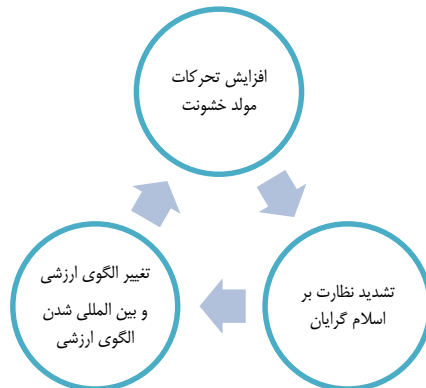 افزایش تحرکات
مولد خشونت
تشدید نظارت بر
اسلام گرایان
تغییر الگوی ارزشی
و بین المللی شدن
الگوی ارزشی